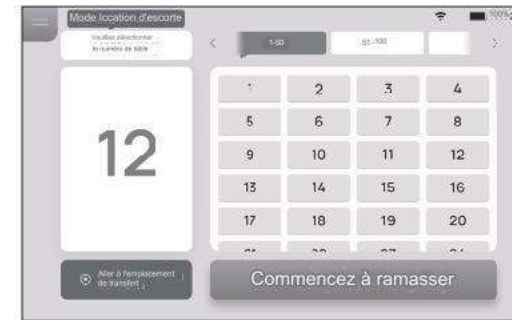 Mode location d'escorte
100%
Veuillez sélectionner
le numéro de table
1-50
51-100
12
1 2 3 4
5 6 7 8
9 10 11 12
13 14 15 16
17 18 19 20
Aller à l'emplacement
de transfert
Commencez à ramasser